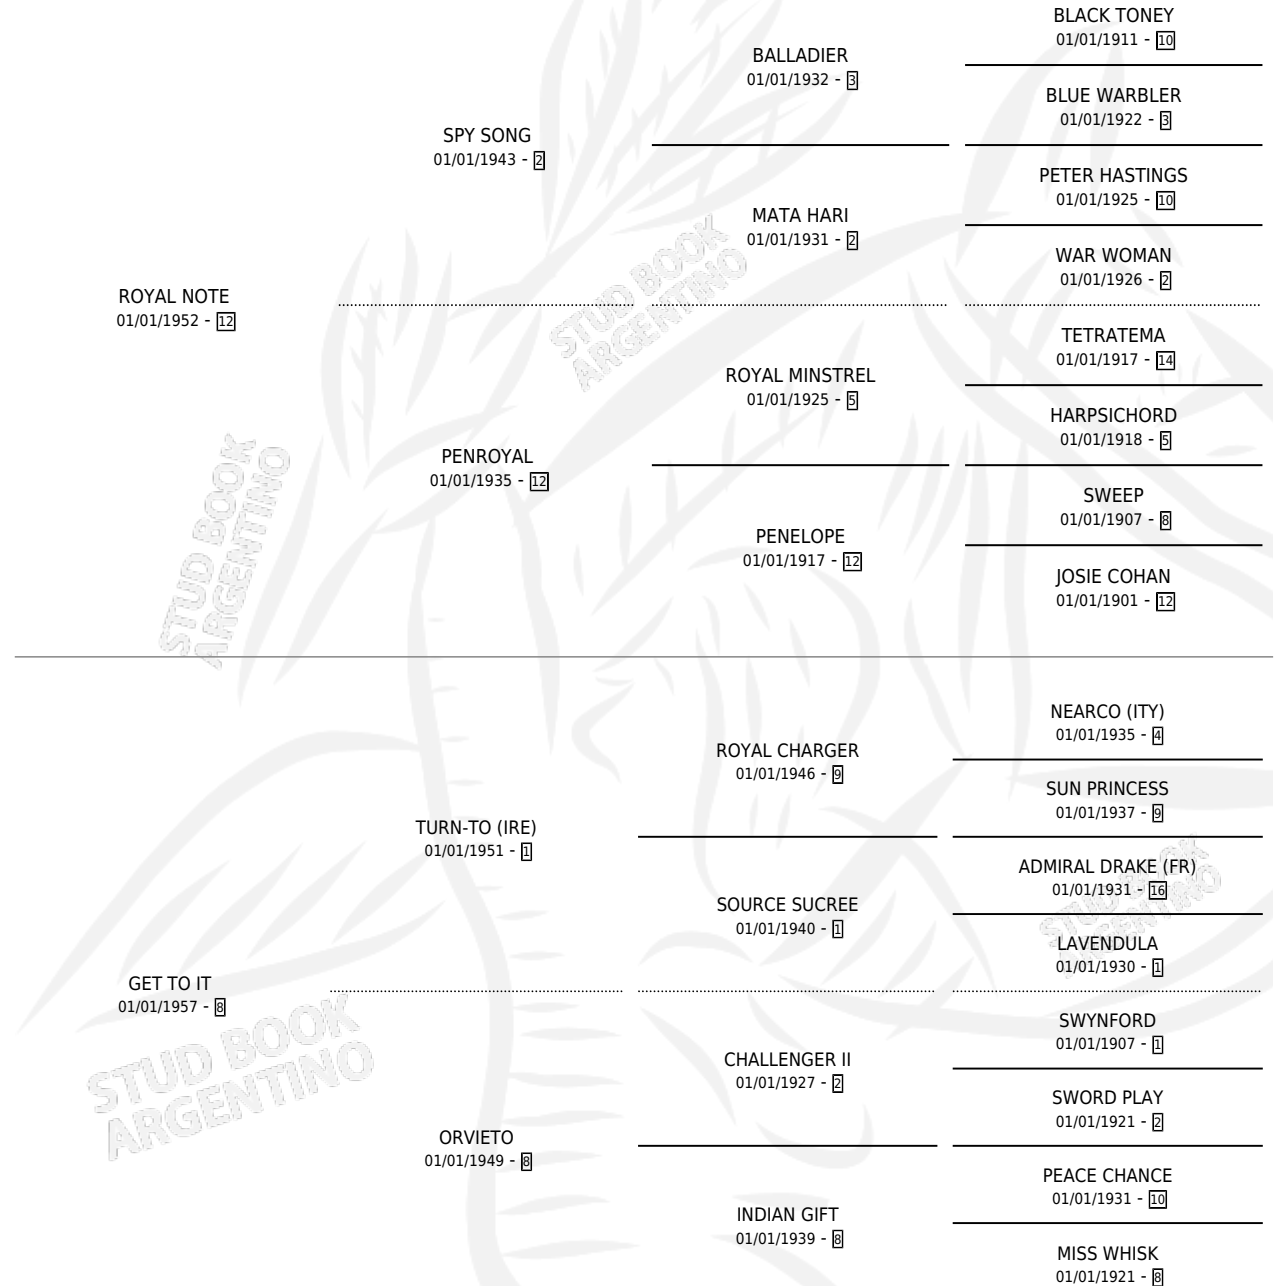 BLACK TONEY
01/01/1911 - 10
BALLADIER
01/01/1932 - 3
BLUE WARBLER
01/01/1922 - 3
SPY SONG
01/01/1943 - 2
PETER HASTINGS
01/01/1925 - 10
MATA HARI
01/01/1931 - 2
WAR WOMAN
01/01/1926 - 2
ROYAL NOTE
01/01/1952 - 12
TETRATEMA
01/01/1917 - 14
ROYAL MINSTREL
01/01/1925 - 5
HARPSICHORD
01/01/1918 - 5
PENROYAL
01/01/1935 - 12
SWEEP
01/01/1907 - 8
PENELOPE
01/01/1917 - 12
JOSIE COHAN
01/01/1901 - 12
NEARCO (ITY)
01/01/1935 - 4
ROYAL CHARGER
01/01/1946 - 9
SUN PRINCESS
01/01/1937 - 9
TURN-TO (IRE)
01/01/1951 - 1
ADMIRAL DRAKE (FR)
01/01/1931 - 16
SOURCE SUCREE
01/01/1940 - 1
LAVENDULA
01/01/1930 - 1
GET TO IT
01/01/1957 - 8
SWYNFORD
01/01/1907 - 1
CHALLENGER II
01/01/1927 - 2
SWORD PLAY
01/01/1921 - 2
ORVIETO
01/01/1949 - 8
PEACE CHANCE
01/01/1931 - 10
INDIAN GIFT
01/01/1939 - 8
MISS WHISK
01/01/1921 - 8
STUD BOOK
ARGENTINO
STUD BOOK
ARGENTINO
STUD BOOK
ARGENTINO
STUD BOOK
ARGENTINO